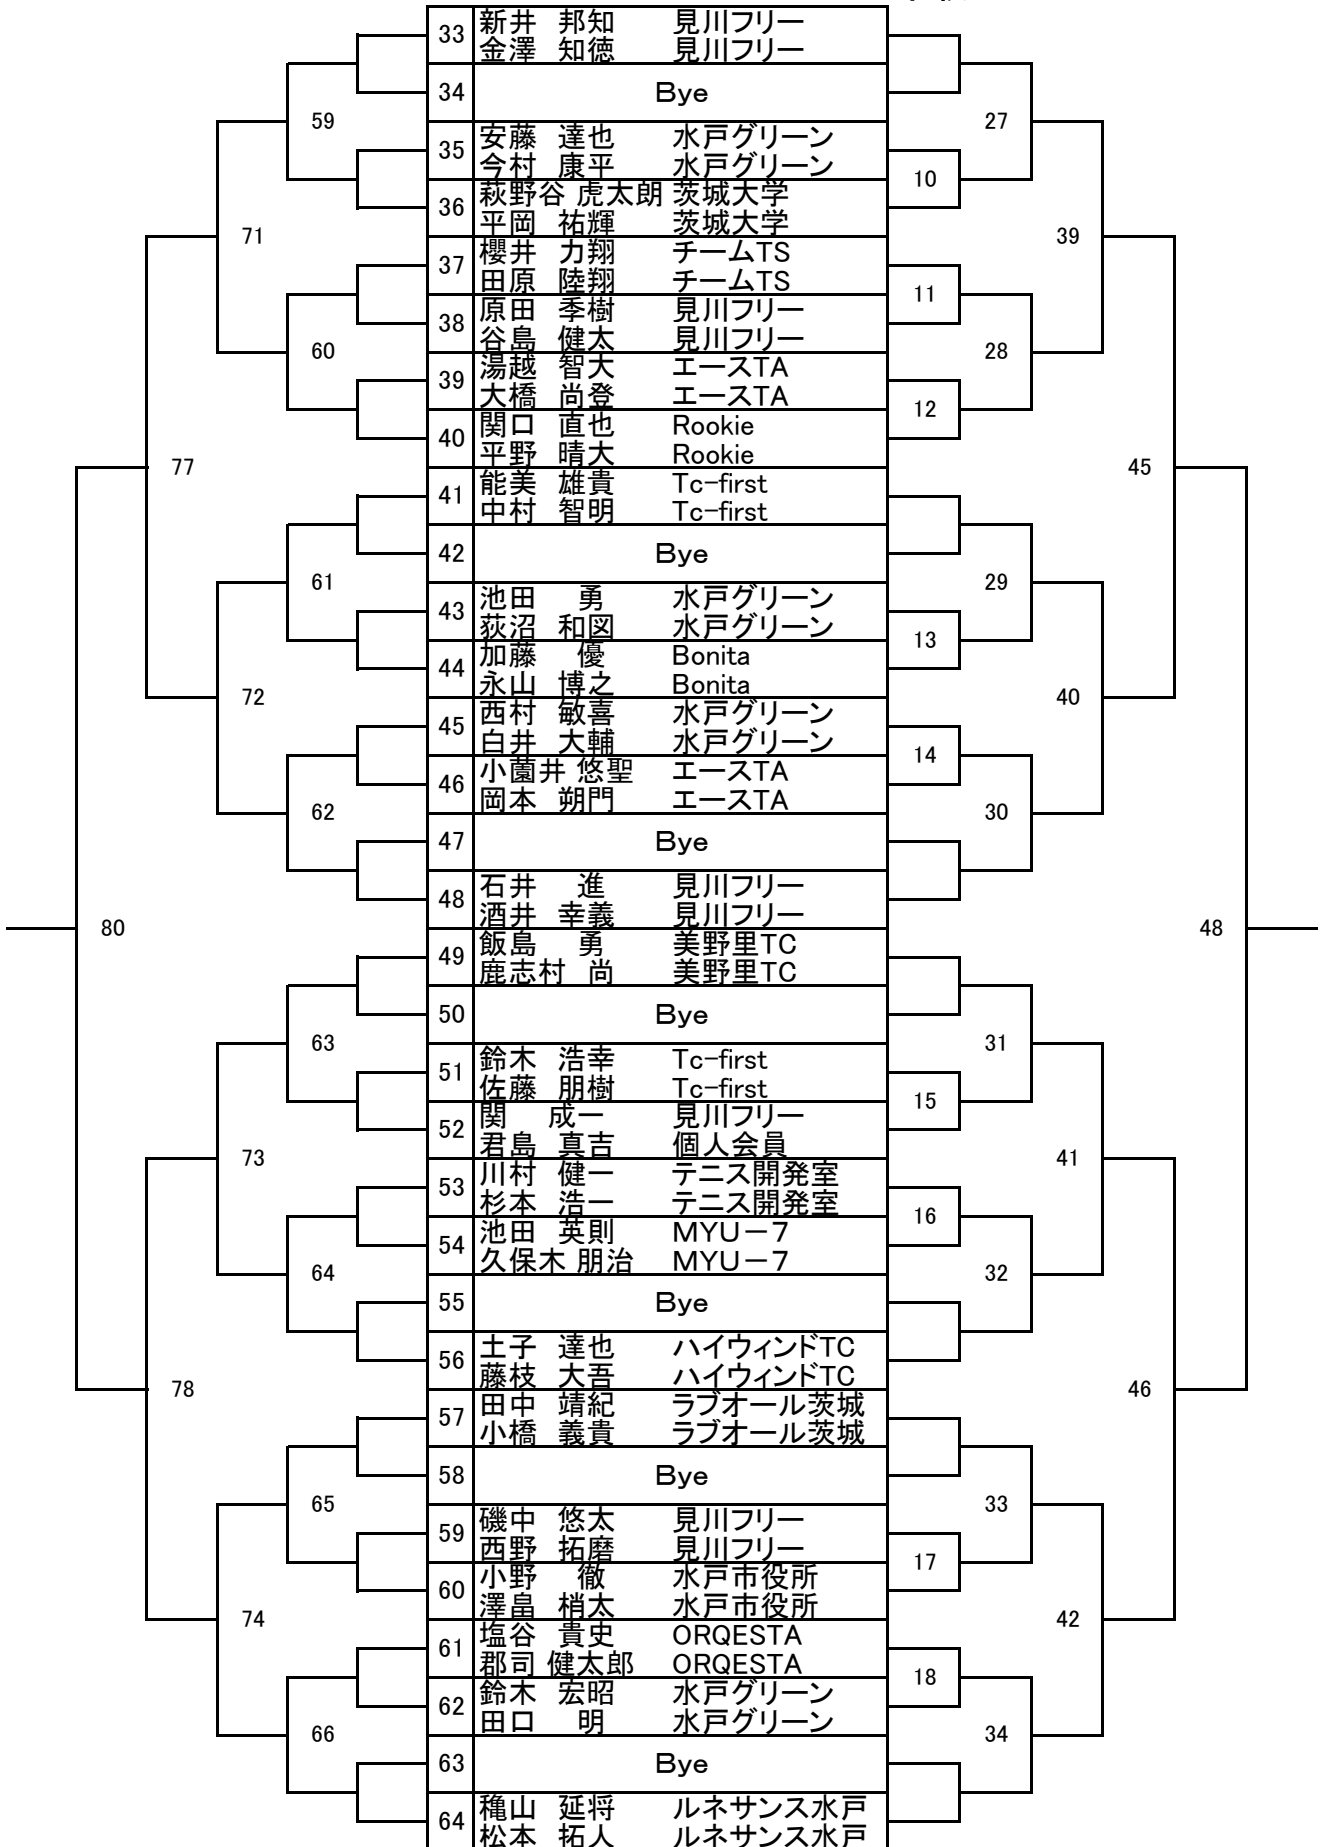 33 新井 邦知 見川フリー
金澤 知徳 見川フリー
34 Bye
59 27
35 安藤 達也 水戸グリーン
今村 康平 水戸グリーン
10
36 萩野谷 虎太朗 茨城大学
平岡 祐輝 茨城大学
71 39
37 櫻井 力翔 チームTS
田原 陸翔 チームTS
11
38 原田 季樹 見川フリー
谷島 健太 見川フリー
60 28
39 湯越 智大 エースTA
大橋 尚登 エースTA
12
40 関口 直也 Rookie
平野 晴大 Rookie
77 45
41 能美 雄貴 Tc-first
中村 智明 Tc-first
42 Bye
61 29
43 池田 勇 水戸グリーン
荻沼 和図 水戸グリーン
13
44 加藤 優 Bonita
永山 博之 Bonita
72 40
45 西村 敏喜 水戸グリーン
白井 大輔 水戸グリーン
14
46 小薗井 悠聖 エースTA
岡本 朔門 エースTA
62 30
47 Bye
48 石井 進 見川フリー
酒井 幸義 見川フリー
80 48
49 飯島 勇 美野里TC
鹿志村 尚 美野里TC
50 Bye
63 31
51 鈴木 浩幸 Tc-first
佐藤 朋樹 Tc-first
15
52 関 成一 見川フリー
君島 真吉 個人会員
73 41
53 川村 健一 テニス開発室
杉本 浩一 テニス開発室
16
54 池田 英則 MYU－7
久保木 朋治 MYU－7
64 32
55 Bye
56 土子 達也 ハイウィンドTC
藤枝 大吾 ハイウィンドTC
78 46
57 田中 靖紀 ラブオール茨城
小橋 義貴 ラブオール茨城
58 Bye
65 33
59 磯中 悠太 見川フリー
西野 拓磨 見川フリー
17
60 小野 徹 水戸市役所
澤畠 梢太 水戸市役所
74 42
61 塩谷 貴史 ORQESTA
郡司 健太郎 ORQESTA
18
62 鈴木 宏昭 水戸グリーン
田口 明 水戸グリーン
66 34
63 Bye
64 穐山 延将 ルネサンス水戸
松本 拓人 ルネサンス水戸